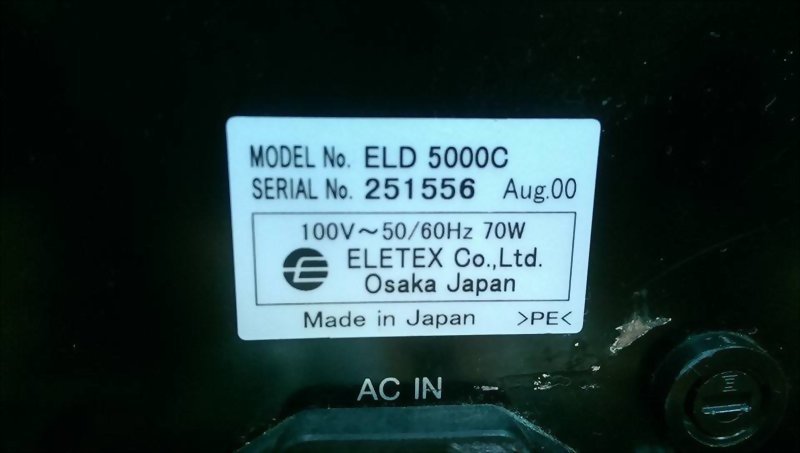 MODEL No. ELD 5000C
SERIAL No. 251556 Aug.00
100V～50/60Hz 70W
ELETEX Co.,Ltd.
Osaka Japan
Made in Japan >PE<
AC IN